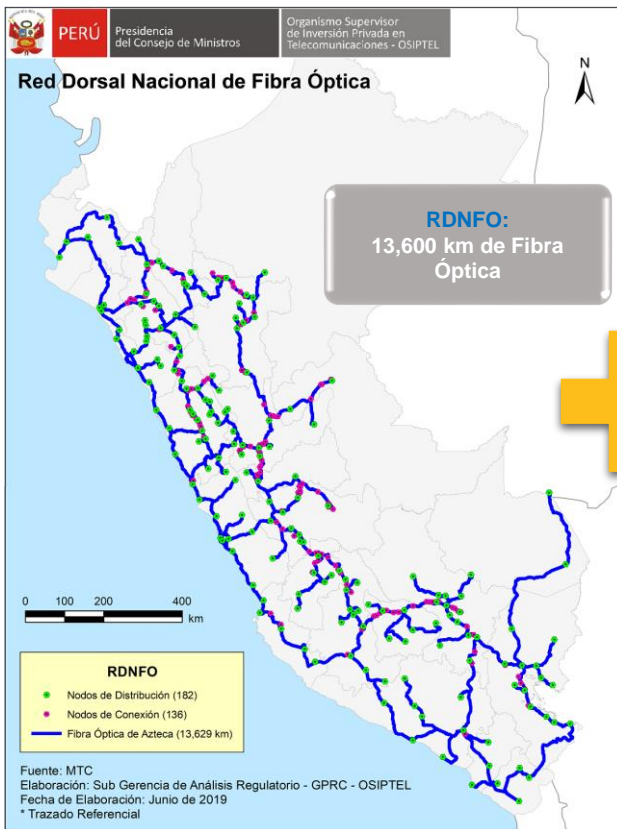 PERÚ
Presidencia
del Consejo de Ministros
Organismo Supervisor
de Inversión Privada en
Telecomunicaciones - OSIPTEL
Red Dorsal Nacional de Fibra Óptica
N
RDNFO:
13,600 km de Fibra
Óptica
0 100 200 400
km
RDNFO
Nodos de Distribución (182)
Nodos de Conexión (136)
Fibra Óptica de Azteca (13,629 km)
Fuente: MTC
Elaboración: Sub Gerencia de Análisis Regulatorio - GPRC - OSIPTEL
Fecha de Elaboración: Junio de 2019
* Trazado Referencial